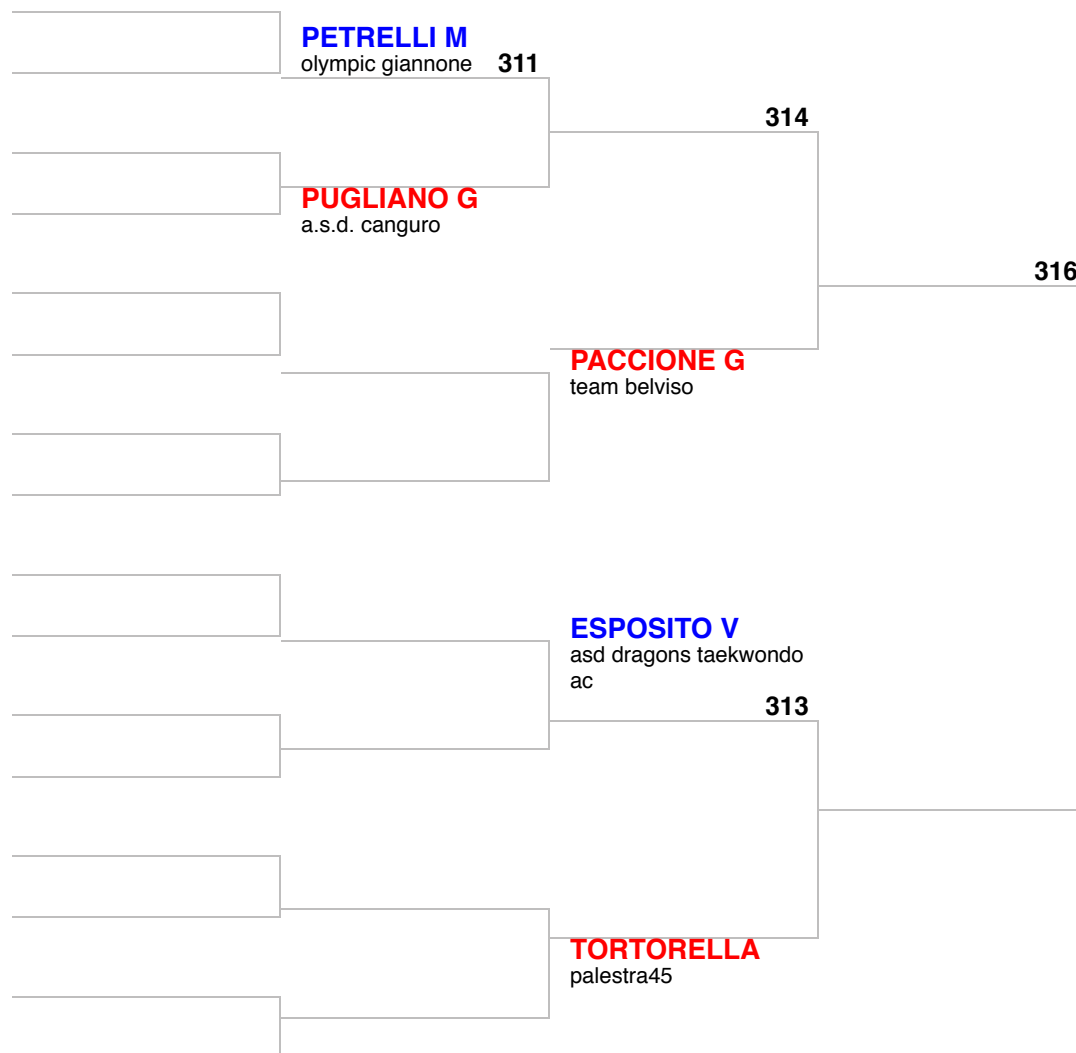 PETRELLI M
olympic giannone
311
314
PUGLIANO G
a.s.d. canguro
316
PACCIONE G
team belviso
ESPOSITO V
asd dragons taekwondo
ac
313
TORTORELLA
palestra45